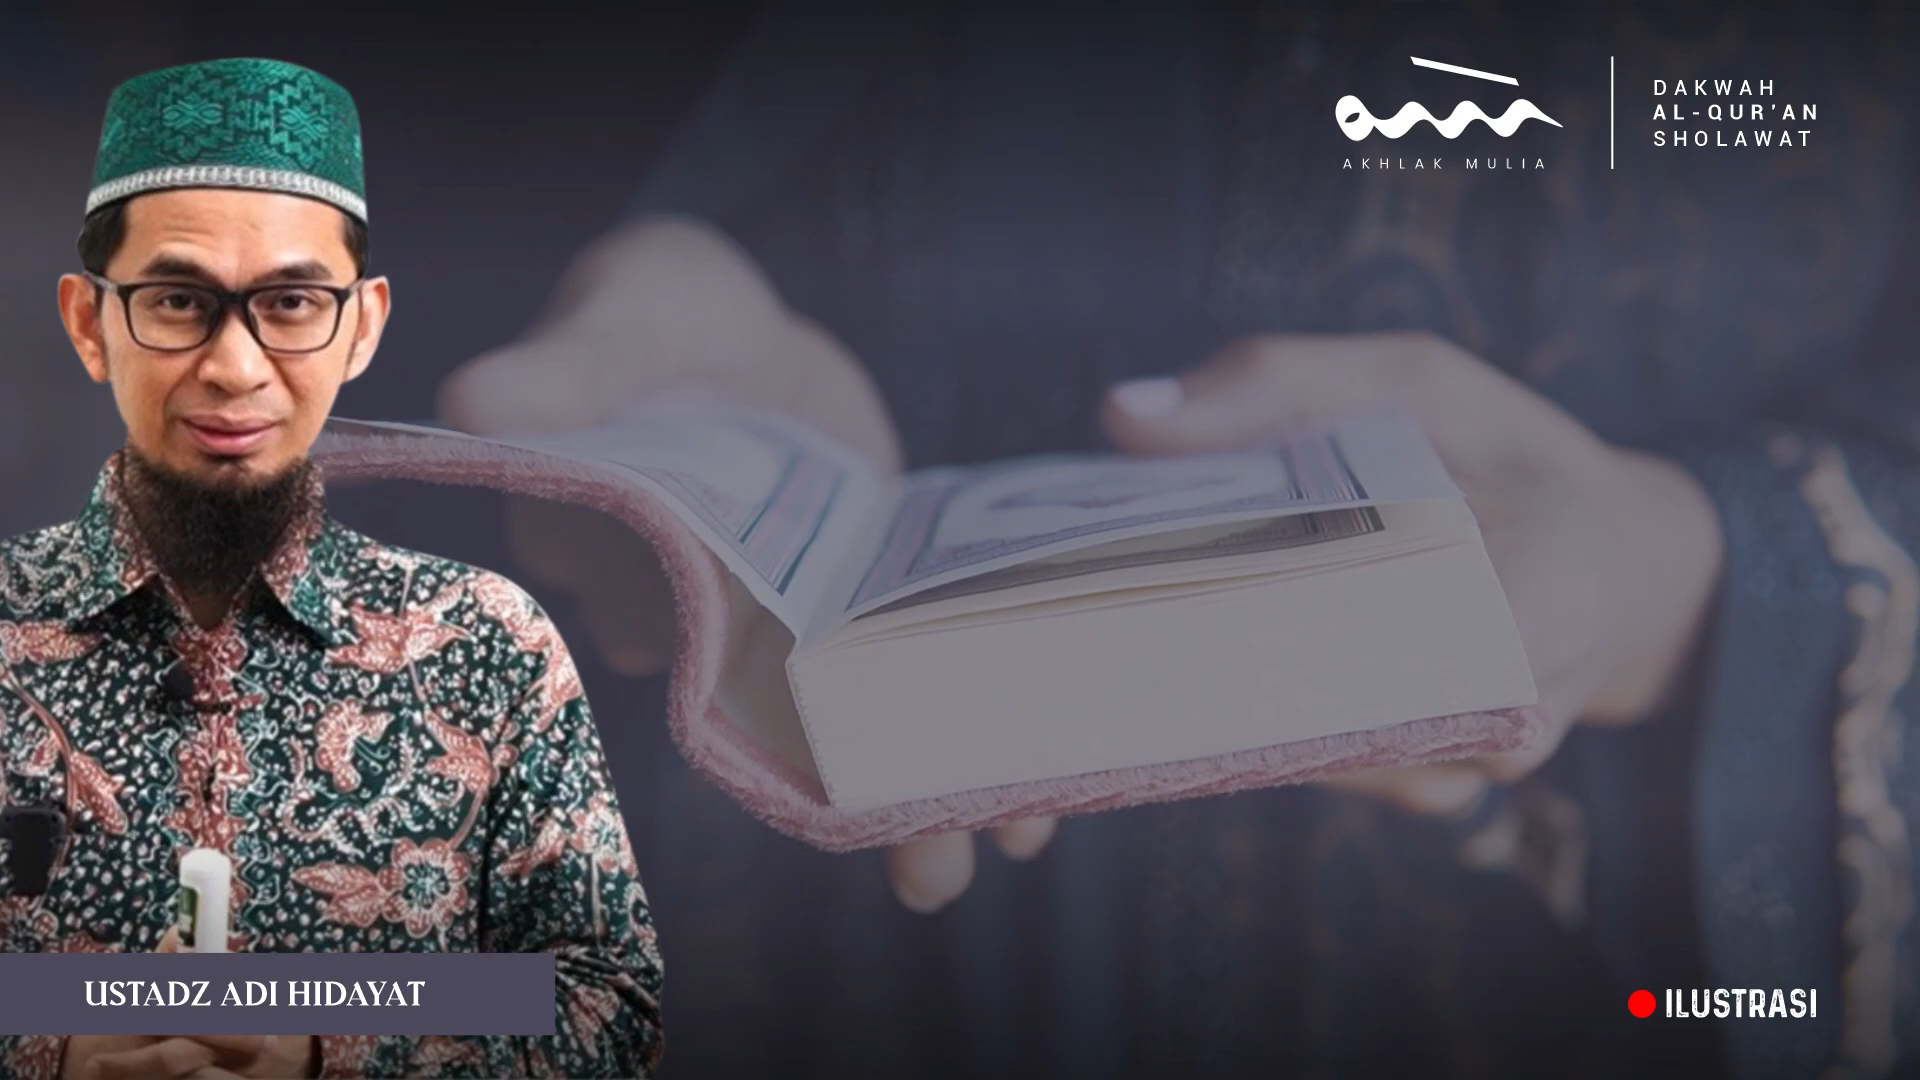 AKHLAK MULIA
DAKWAH
AL-QUR'AN
SHOLAWAT
USTADZ ADI HIDAYAT
ILUSTRASI